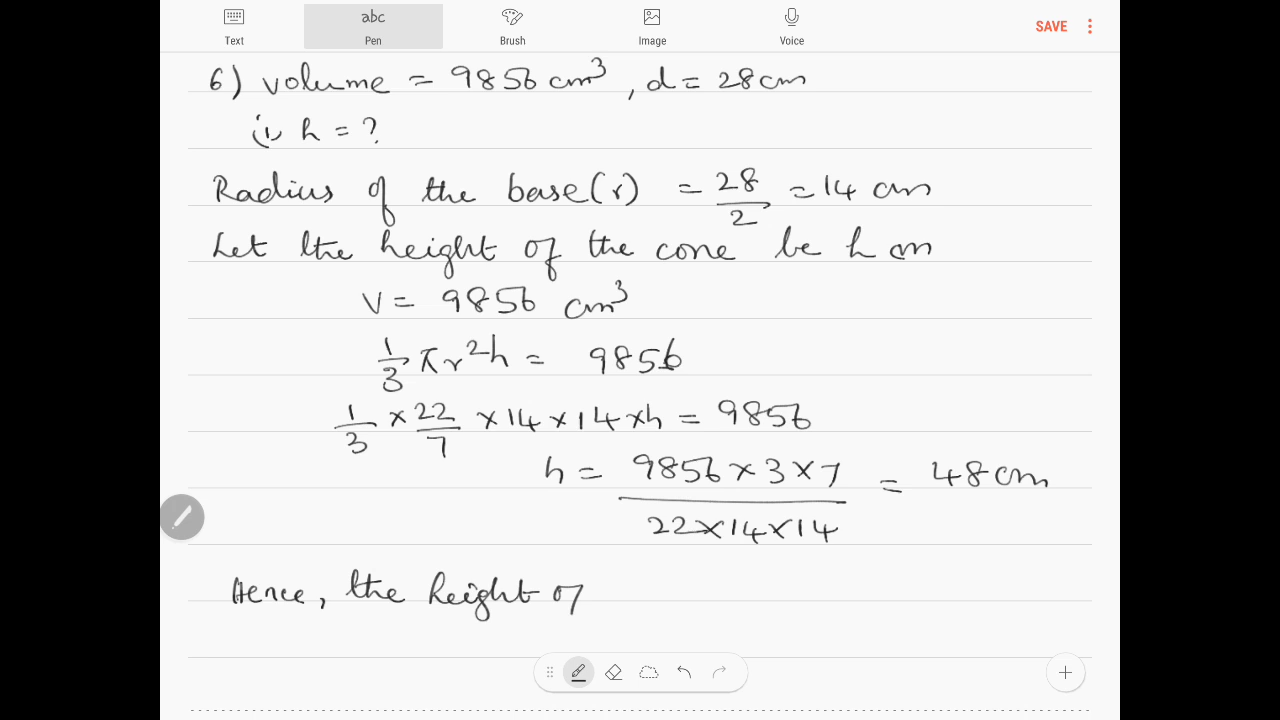 Text Pen Brush Image Voice SAVE
abc
6) volume = 9856 cm³, d = 28 cm
(i) h = ?
Radius of the base(r) = 28/2 = 14 cm
Let the height of the cone be h cm
V = 9856 cm³
1/3 πr²h = 9856
1/3 × 22/7 × 14 × 14 × h = 9856
h = 9856 × 3 × 7 / 22 × 14 × 14 = 48 cm
Hence, the height of